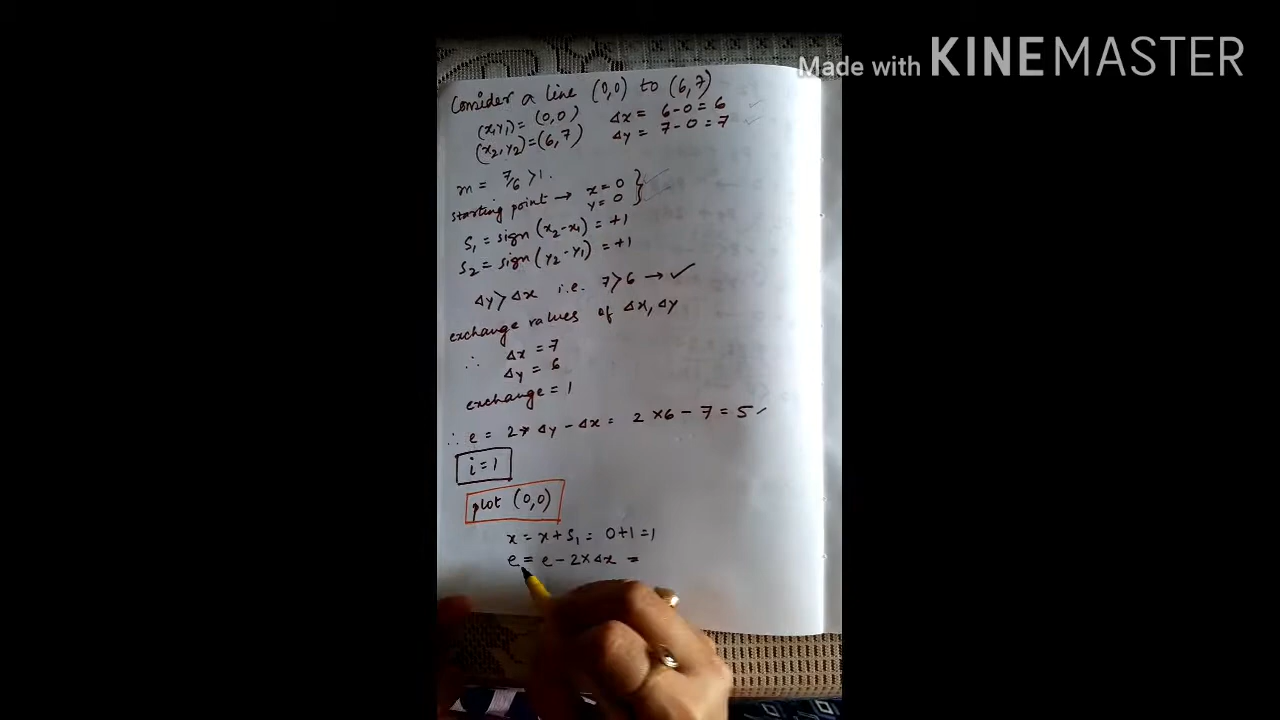 Made with KINEMASTER
Consider a line (0,0) to (6,7)
(x1,y1) = (0,0) Δx = 6-0 = 6 ✓
(x2,y2) = (6,7) Δy = 7-0 = 7 ✓
m = 7/6 > 1.
starting point → x = 0
y = 0 } ✓
S1 = sign (x2-x1) = +1
S2 = sign (y2-y1) = +1
Δy > Δx i.e. 7 > 6 → ✓
exchange values of Δx, Δy
∴ Δx = 7
Δy = 6
exchange = 1
∴ e = 2 * Δy - Δx = 2 × 6 - 7 = 5 ✓
i = 1
plot (0,0)
x = x + S1 = 0+1 = 1
e = e - 2 × Δx =